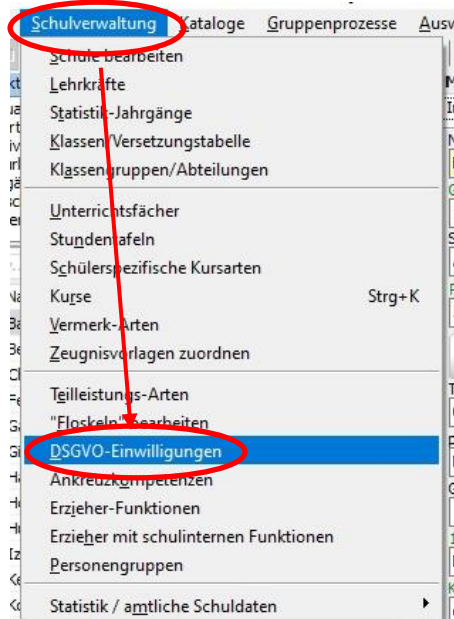 Schulverwaltung Kataloge Gruppenprozesse
Schule bearbeiten
Lehrkräfte
Statistik-Jahrgänge
Klassen/Versetzungstabelle
Klassengruppen/Abteilungen
Unterrichtsfächer
Stundentafeln
Schülerspezifische Kursarten
Kurse Strg+K
Vermerk-Arten
Zeugnisvorlagen zuordnen
Teilleistungs-Arten
"Floskeln" bearbeiten
DSGVO-Einwilligungen
Ankreuzkompetenzen
Erzieher-Funktionen
Erzieher mit schulinternen Funktionen
Personengruppen
Statistik / amtliche Schuldaten